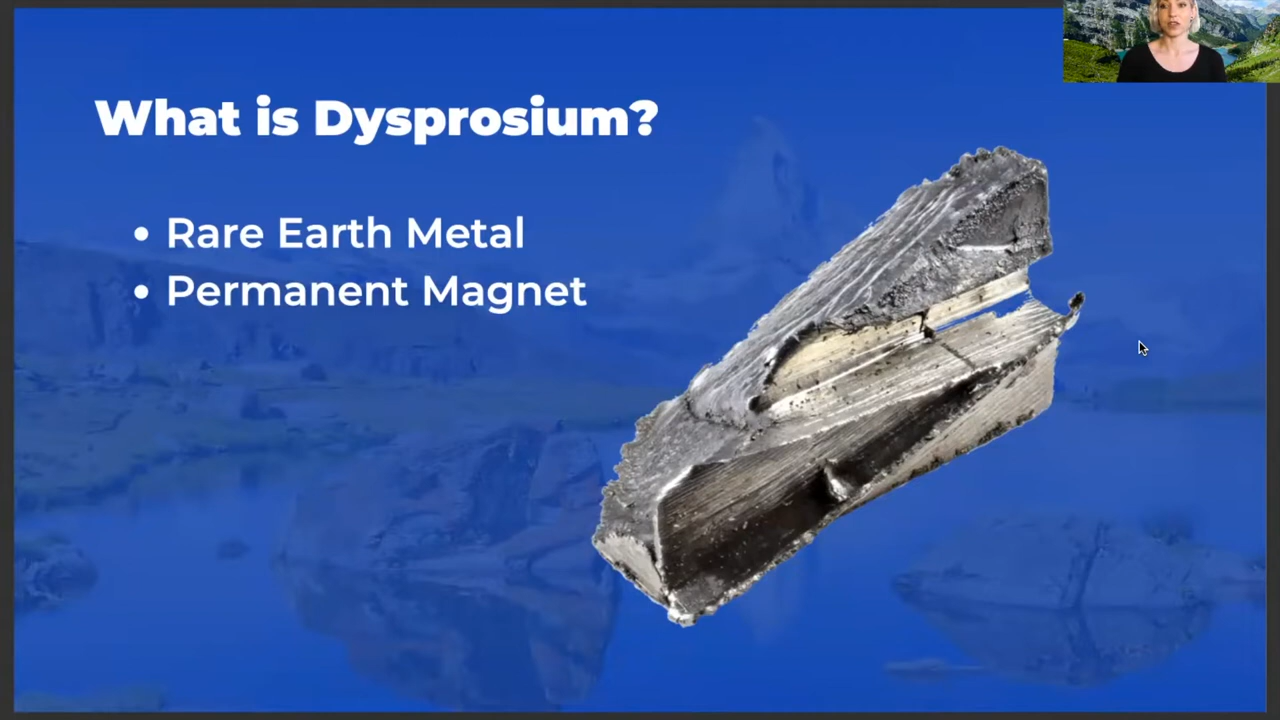 What is Dysprosium?
• Rare Earth Metal
• Permanent Magnet